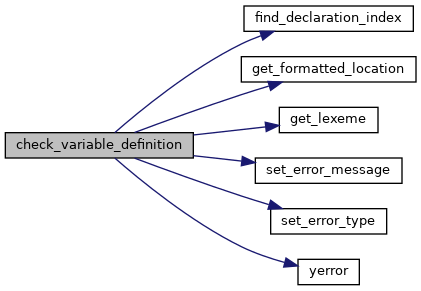 find_declaration_index
get_formatted_location
get_lexeme
check_variable_definition
set_error_message
set_error_type
yerror